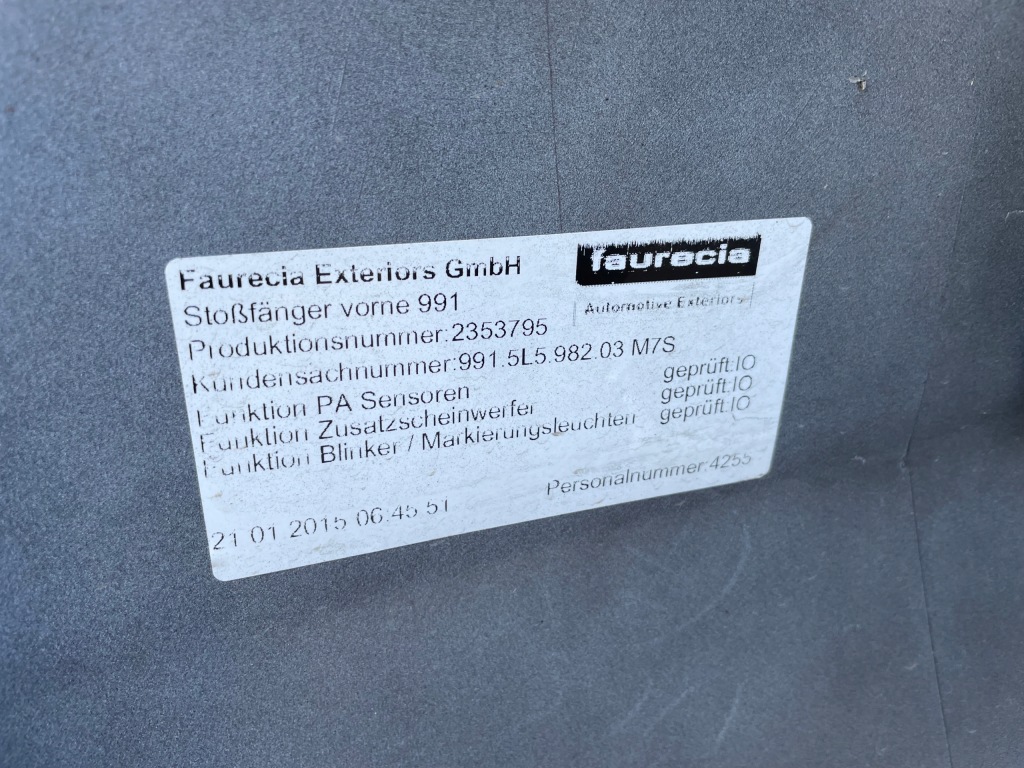 Faurecia Exteriors GmbH
faurecia
Automotive Exteriors
Stoßfänger vorne 991
Produktionsnummer:2353795
Kundensachnummer:991.5L5.982.03 M7S
Funktion PA Sensoren geprüft:IO
Funktion Zusatzscheinwerfer geprüft:IO
Funktion Blinker / Markierungsleuchten geprüft:IO
21 01 2015 06:45 51 Personalnummer:4255